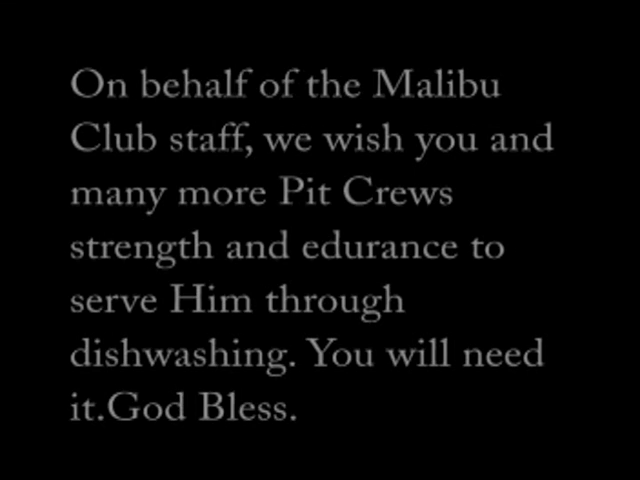 On behalf of the Malibu
Club staff, we wish you and
many more Pit Crews
strength and edurance to
serve Him through
dishwashing. You will need
it.God Bless.